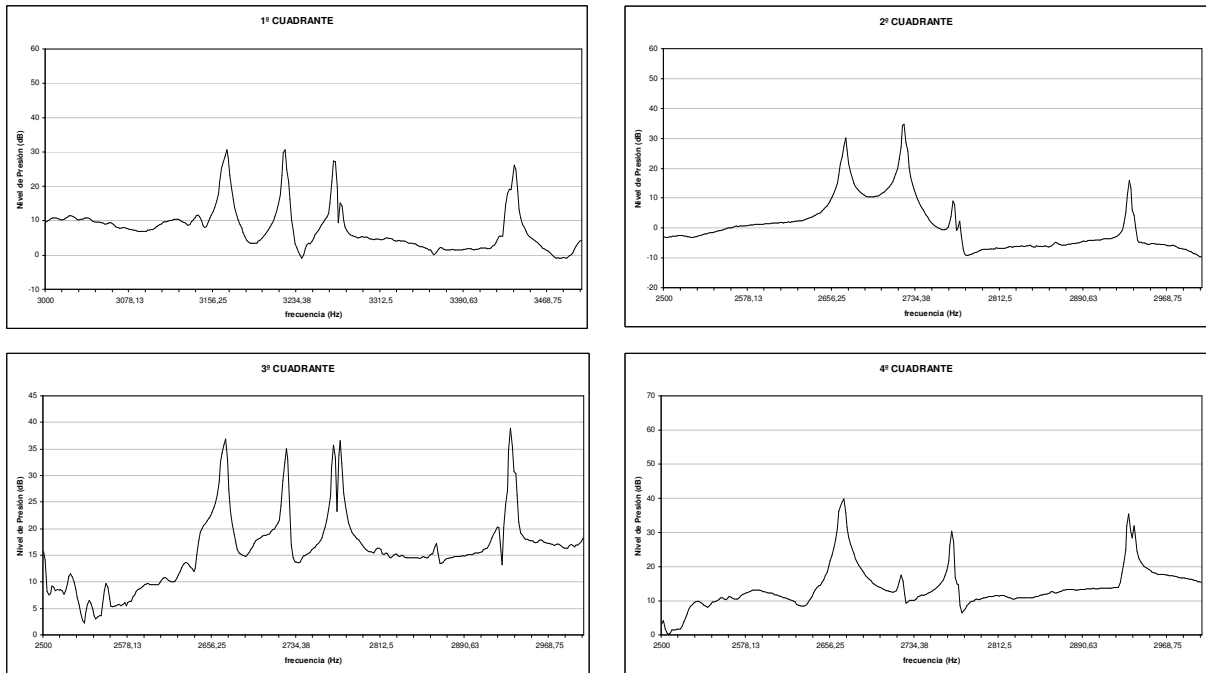 1º CUADRANTE
Nivel de Presión (dB)
60
50
40
30
20
10
0
-10
3000 3078,13 3156,25 3234,38 3312,5 3390,63 3468,75
frecuencia (Hz)
2º CUADRANTE
Nivel de Presión (dB)
60
50
40
30
20
10
0
-10
-20
2500 2578,13 2656,25 2734,38 2812,5 2890,63 2968,75
frecuencia (Hz)
3º CUADRANTE
Nivel de Presión (dB)
45
40
35
30
25
20
15
10
5
0
2500 2578,13 2656,25 2734,38 2812,5 2890,63 2968,75
frecuencia (Hz)
4º CUADRANTE
Nivel de Presión (dB)
70
60
50
40
30
20
10
0
2500 2578,13 2656,25 2734,38 2812,5 2890,63 2968,75
frecuencia (Hz)